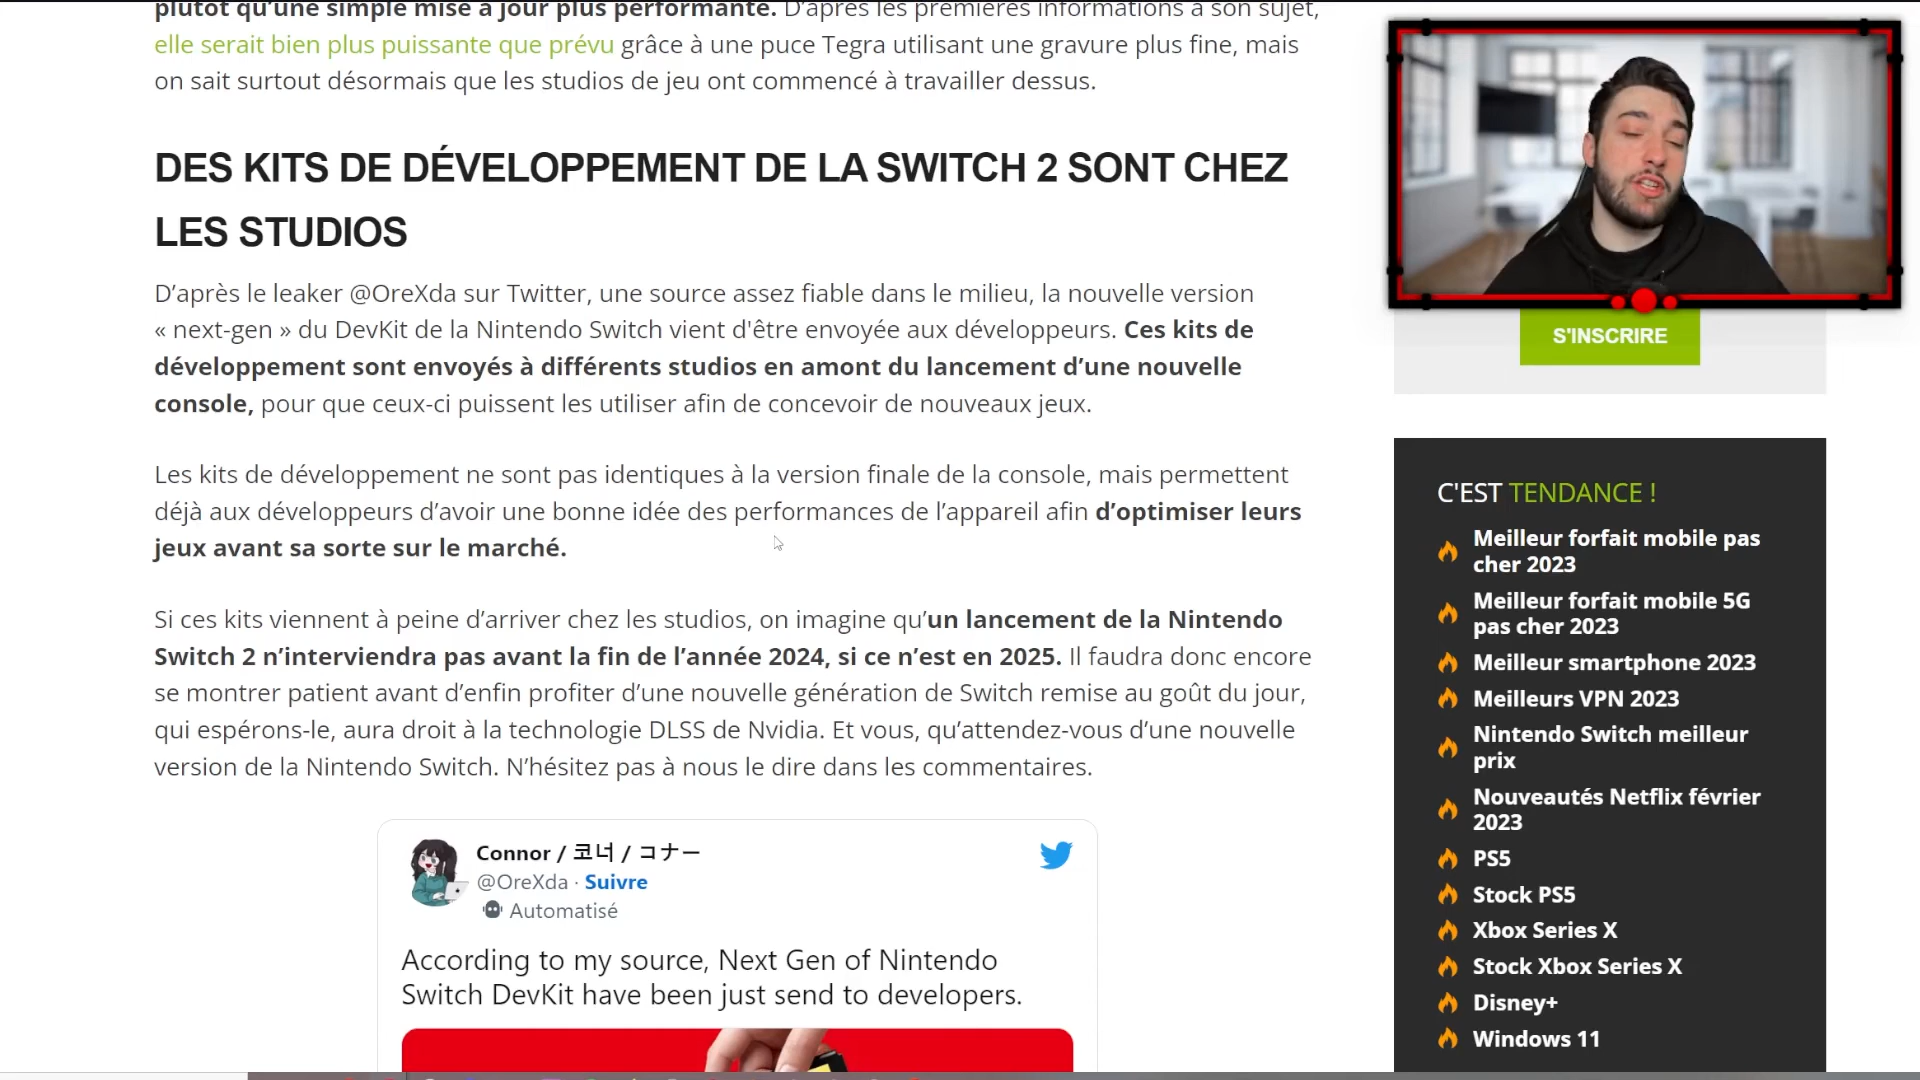 plutôt qu'une simple mise à jour plus performante. D'après les premières informations à son sujet,
elle serait bien plus puissante que prévu grâce à une puce Tegra utilisant une gravure plus fine, mais
on sait surtout désormais que les studios de jeu ont commencé à travailler dessus.
DES KITS DE DÉVELOPPEMENT DE LA SWITCH 2 SONT CHEZ
LES STUDIOS
D'après le leaker @OreXda sur Twitter, une source assez fiable dans le milieu, la nouvelle version
« next-gen » du DevKit de la Nintendo Switch vient d'être envoyée aux développeurs. Ces kits de
développement sont envoyés à différents studios en amont du lancement d'une nouvelle
console, pour que ceux-ci puissent les utiliser afin de concevoir de nouveaux jeux.
Les kits de développement ne sont pas identiques à la version finale de la console, mais permettent
déjà aux développeurs d'avoir une bonne idée des performances de l'appareil afin d'optimiser leurs
jeux avant sa sorte sur le marché.
Si ces kits viennent à peine d'arriver chez les studios, on imagine qu'un lancement de la Nintendo
Switch 2 n'interviendra pas avant la fin de l'année 2024, si ce n'est en 2025. Il faudra donc encore
se montrer patient avant d'enfin profiter d'une nouvelle génération de Switch remise au goût du jour,
qui espérons-le, aura droit à la technologie DLSS de Nvidia. Et vous, qu'attendez-vous d'une nouvelle
version de la Nintendo Switch. N'hésitez pas à nous le dire dans les commentaires.
Connor / 코너 / コナー
@OreXda · Suivre
Automatisé
According to my source, Next Gen of Nintendo
Switch DevKit have been just send to developers.
S'INSCRIRE
C'EST TENDANCE !
Meilleur forfait mobile pas
cher 2023
Meilleur forfait mobile 5G
pas cher 2023
Meilleur smartphone 2023
Meilleurs VPN 2023
Nintendo Switch meilleur
prix
Nouveautés Netflix février
2023
PS5
Stock PS5
Xbox Series X
Stock Xbox Series X
Disney+
Windows 11